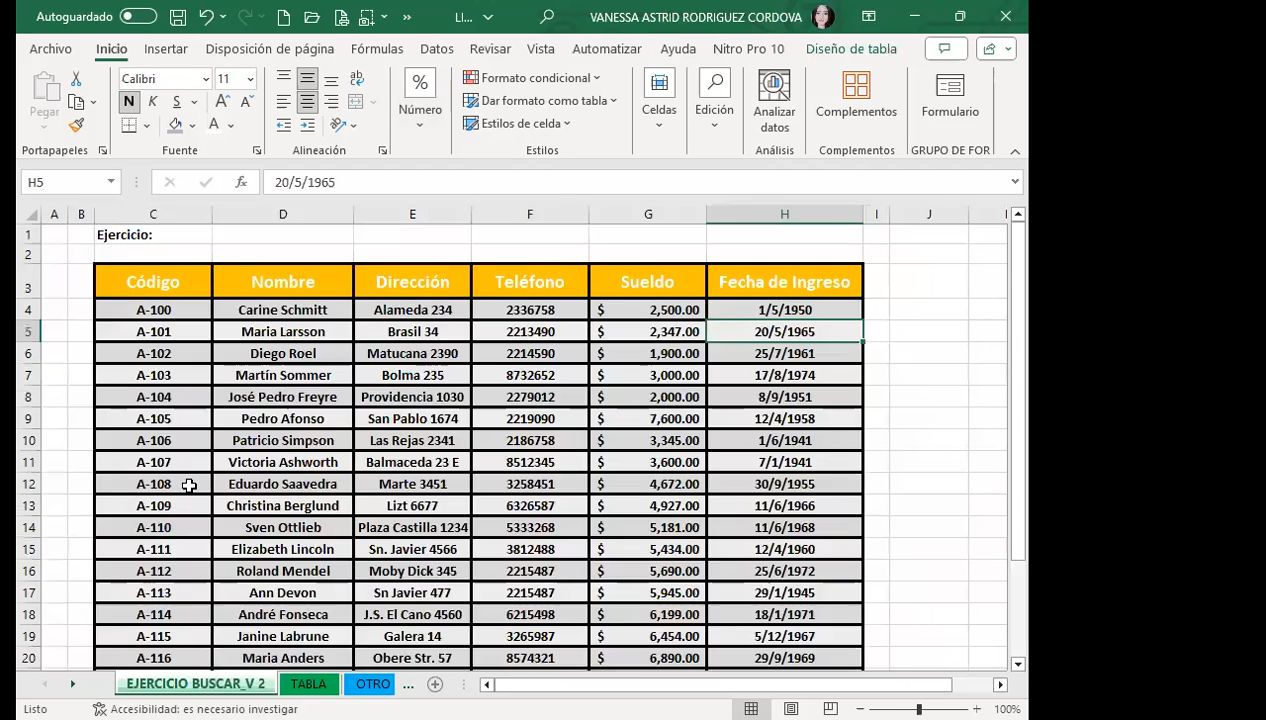 Autoguardado LI... VANESSA ASTRID RODRIGUEZ CORDOVA
Archivo Inicio Insertar Disposición de página Fórmulas Datos Revisar Vista Automatizar Ayuda Nitro Pro 10 Diseño de tabla
Pegar Calibri 11 Número Formato condicional Celdas Edición Analizar datos Complementos Formulario
N K S A A ab c % Dar formato como tabla
A Estilos de celda
Portapapeles Fuente Alineación Estilos Análisis Complementos GRUPO DE FOR
H5 fx 20/5/1965
A B C D E F G H I J
1 Ejercicio:
2
3 Código Nombre Dirección Teléfono Sueldo Fecha de Ingreso
4 A-100 Carine Schmitt Alameda 234 2336758 $ 2,500.00 1/5/1950
5 A-101 Maria Larsson Brasil 34 2213490 $ 2,347.00 20/5/1965
6 A-102 Diego Roel Matucana 2390 2214590 $ 1,900.00 25/7/1961
7 A-103 Martín Sommer Bolma 235 8732652 $ 3,000.00 17/8/1974
8 A-104 José Pedro Freyre Providencia 1030 2279012 $ 2,000.00 8/9/1951
9 A-105 Pedro Afonso San Pablo 1674 2219090 $ 7,600.00 12/4/1958
10 A-106 Patricio Simpson Las Rejas 2341 2186758 $ 3,345.00 1/6/1941
11 A-107 Victoria Ashworth Balmaceda 23 E 8512345 $ 3,600.00 7/1/1941
12 A-108 Eduardo Saavedra Marte 3451 3258451 $ 4,672.00 30/9/1955
13 A-109 Christina Berglund Lizt 6677 6326587 $ 4,927.00 11/6/1966
14 A-110 Sven Ottlieb Plaza Castilla 1234 5333268 $ 5,181.00 11/6/1968
15 A-111 Elizabeth Lincoln Sn. Javier 4566 3812488 $ 5,434.00 12/4/1960
16 A-112 Roland Mendel Moby Dick 345 2215487 $ 5,690.00 25/6/1972
17 A-113 Ann Devon Sn Javier 477 2215487 $ 5,945.00 29/1/1945
18 A-114 André Fonseca J.S. El Cano 4560 6215498 $ 6,199.00 18/1/1971
19 A-115 Janine Labrune Galera 14 3265987 $ 6,454.00 5/12/1967
20 A-116 Maria Anders Obere Str. 57 8574321 $ 6,890.00 29/9/1969
EJERCICIO BUSCAR_V 2 TABLA OTRO ...
Listo Accesibilidad: es necesario investigar 100%